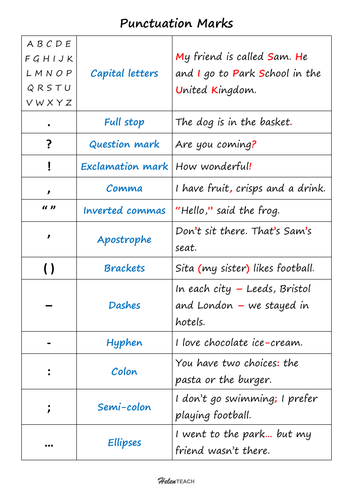 Punctuation Marks
A B C D E
F G H I J K
L M N O P
Q R S T U
V W X Y Z
Capital letters
My friend is called Sam. He
and I go to Park School in the
United Kingdom.
. Full stop The dog is in the basket.
? Question mark Are you coming?
! Exclamation mark How wonderful!
, Comma I have fruit, crisps and a drink.
“ ” Inverted commas “Hello,” said the frog.
’ Apostrophe
Don’t sit there. That’s Sam’s
seat.
( ) Brackets Sita (my sister) likes football.
– Dashes
In each city – Leeds, Bristol
and London – we stayed in
hotels.
- Hyphen I love chocolate ice-cream.
: Colon
You have two choices: the
pasta or the burger.
; Semi-colon
I don’t go swimming; I prefer
playing football.
... Ellipses
I went to the park... but my
friend wasn’t there.
HelenTEACH